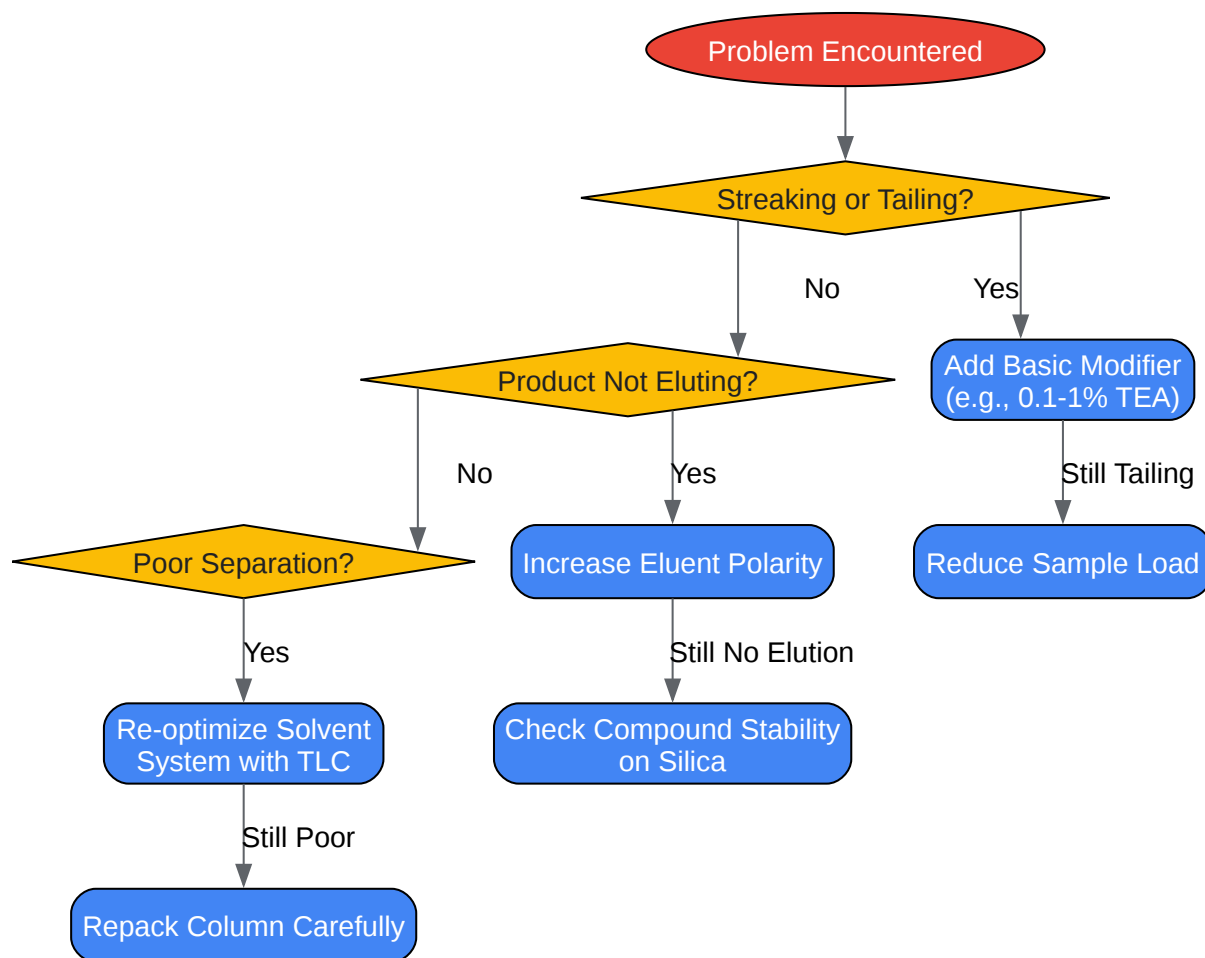 Problem Encountered
Streaking or Tailing?
No
Yes
Product Not Eluting?
Add Basic Modifier
(e.g., 0.1-1% TEA)
No
Yes
Still Tailing
Poor Separation?
Increase Eluent Polarity
Reduce Sample Load
Yes
Still No Elution
Re-optimize Solvent
System with TLC
Check Compound Stability
on Silica
Still Poor
Repack Column Carefully